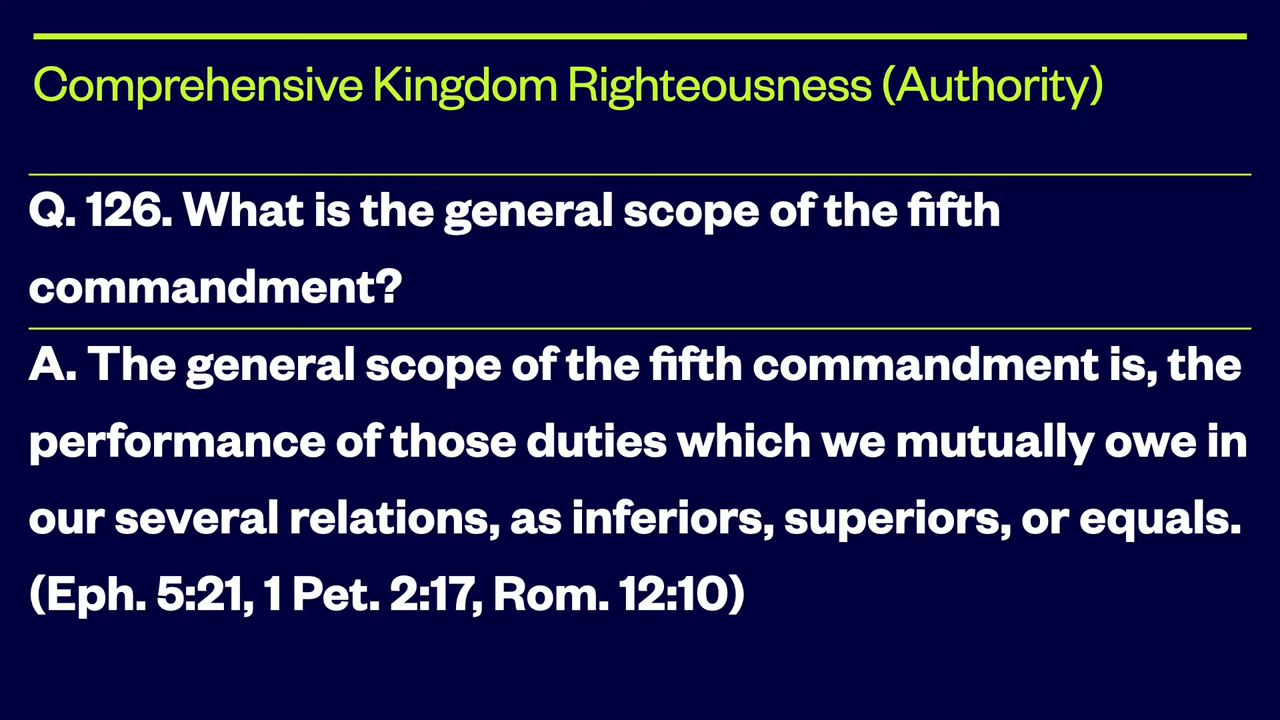 Comprehensive Kingdom Righteousness (Authority)
Q. 126. What is the general scope of the fifth
commandment?
A. The general scope of the fifth commandment is, the
performance of those duties which we mutually owe in
our several relations, as inferiors, superiors, or equals.
(Eph. 5:21, 1 Pet. 2:17, Rom. 12:10)